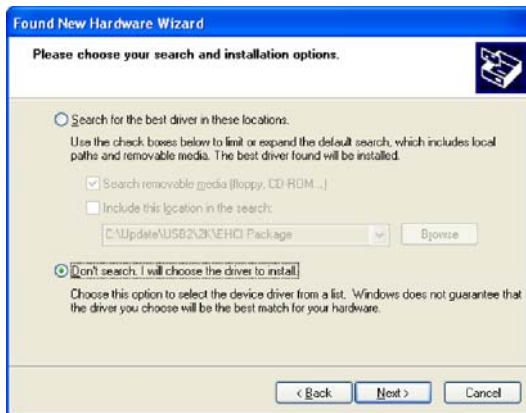 Found New Hardware Wizard
Please choose your search and installation options.
Search for the best driver in these locations.
Use the check boxes below to limit or expand the default search, which includes local
paths and removable media. The best driver found will be installed.
Search removable media (floppy, CD-ROM...)
Include this location in the search:
C:\Update\USB2\2K\EHCI Package
Browse
Don't search. I will choose the driver to install.
Choose this option to select the device driver from a list. Windows does not guarantee that
the driver you choose will be the best match for your hardware.
< Back
Next >
Cancel